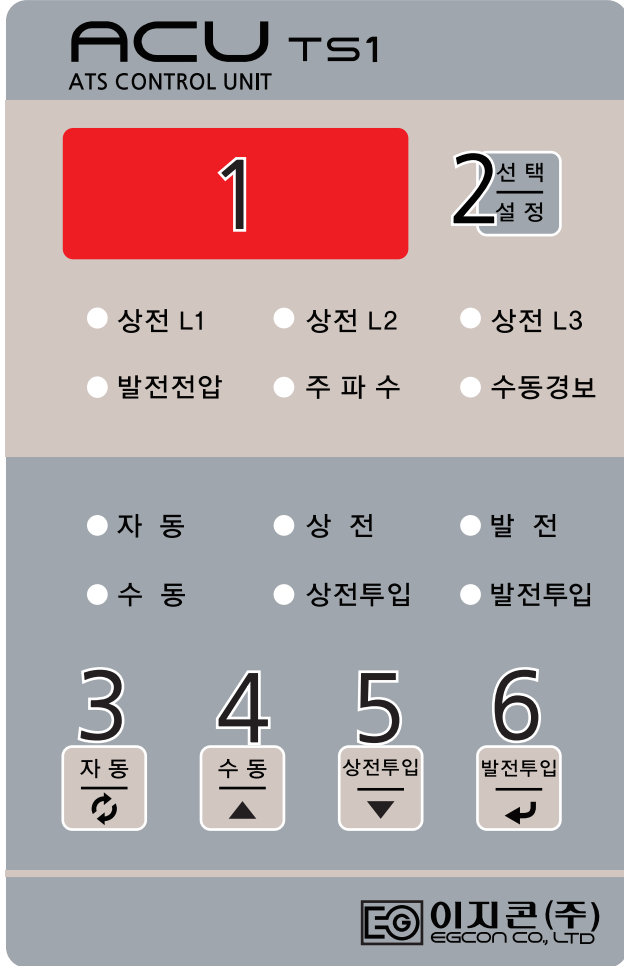 ACU TS1
ATS CONTROL UNIT
1
2
선 택
설 정
상전 L1 상전 L2 상전 L3
발전전압 주 파 수 수동경보
자 동 상 전 발 전
수 동 상전투입 발전투입
3 4 5 6
자 동 수 동 상전투입 발전투입
EG 이지콘(주)
EGCON CO., LTD